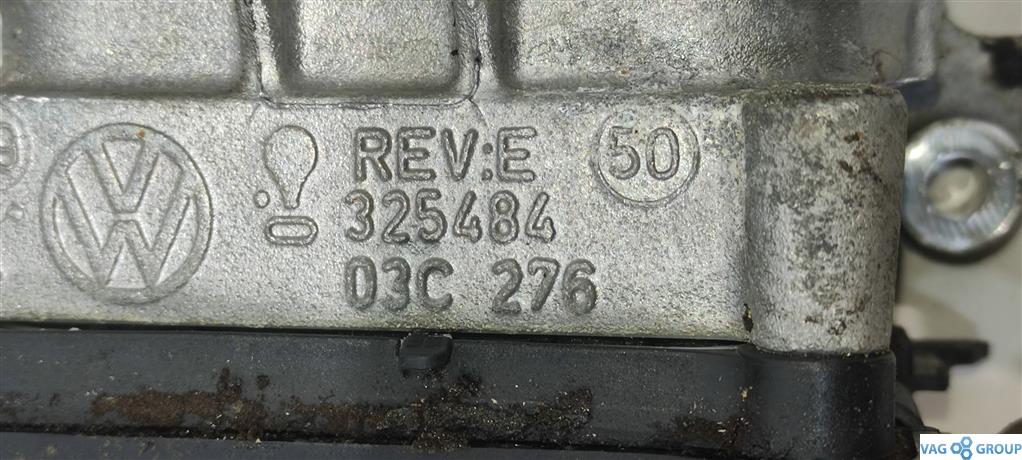 REV:E 50
325484
03C 276
VAG GROUP